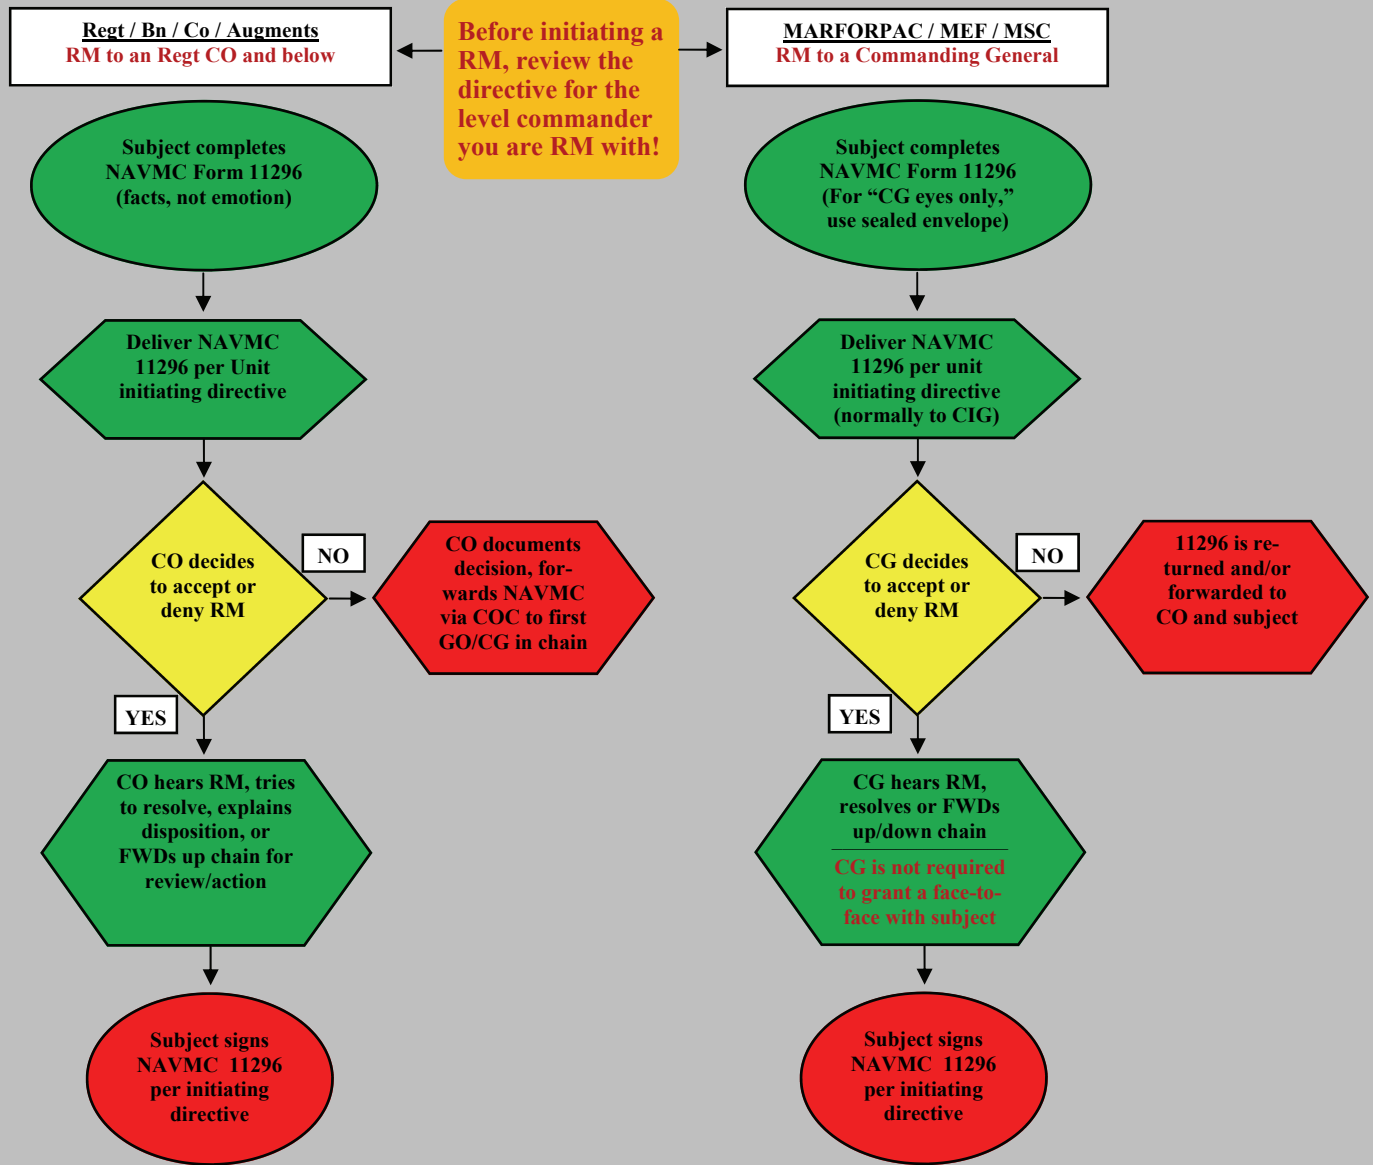 Regt / Bn / Co / Augments
RM to an Regt CO and below
Before initiating a
RM, review the
directive for the
level commander
you are RM with!
MARFORPAC / MEF / MSC
RM to a Commanding General
Subject completes
NAVMC Form 11296
(facts, not emotion)
Subject completes
NAVMC Form 11296
(For “CG eyes only,”
use sealed envelope)
Deliver NAVMC
11296 per Unit
initiating directive
Deliver NAVMC
11296 per unit
initiating directive
(normally to CIG)
CO decides
to accept or
deny RM
NO
CO documents
decision, for-
wards NAVMC
via COC to first
GO/CG in chain
CG decides
to accept or
deny RM
NO
11296 is re-
turned and/or
forwarded to
CO and subject
YES
YES
CO hears RM, tries
to resolve, explains
disposition, or
FWDs up chain for
review/action
CG hears RM,
resolves or FWDs
up/down chain
CG is not required
to grant a face-to-
face with subject
Subject signs
NAVMC  11296
per initiating
directive
Subject signs
NAVMC  11296
per initiating
directive